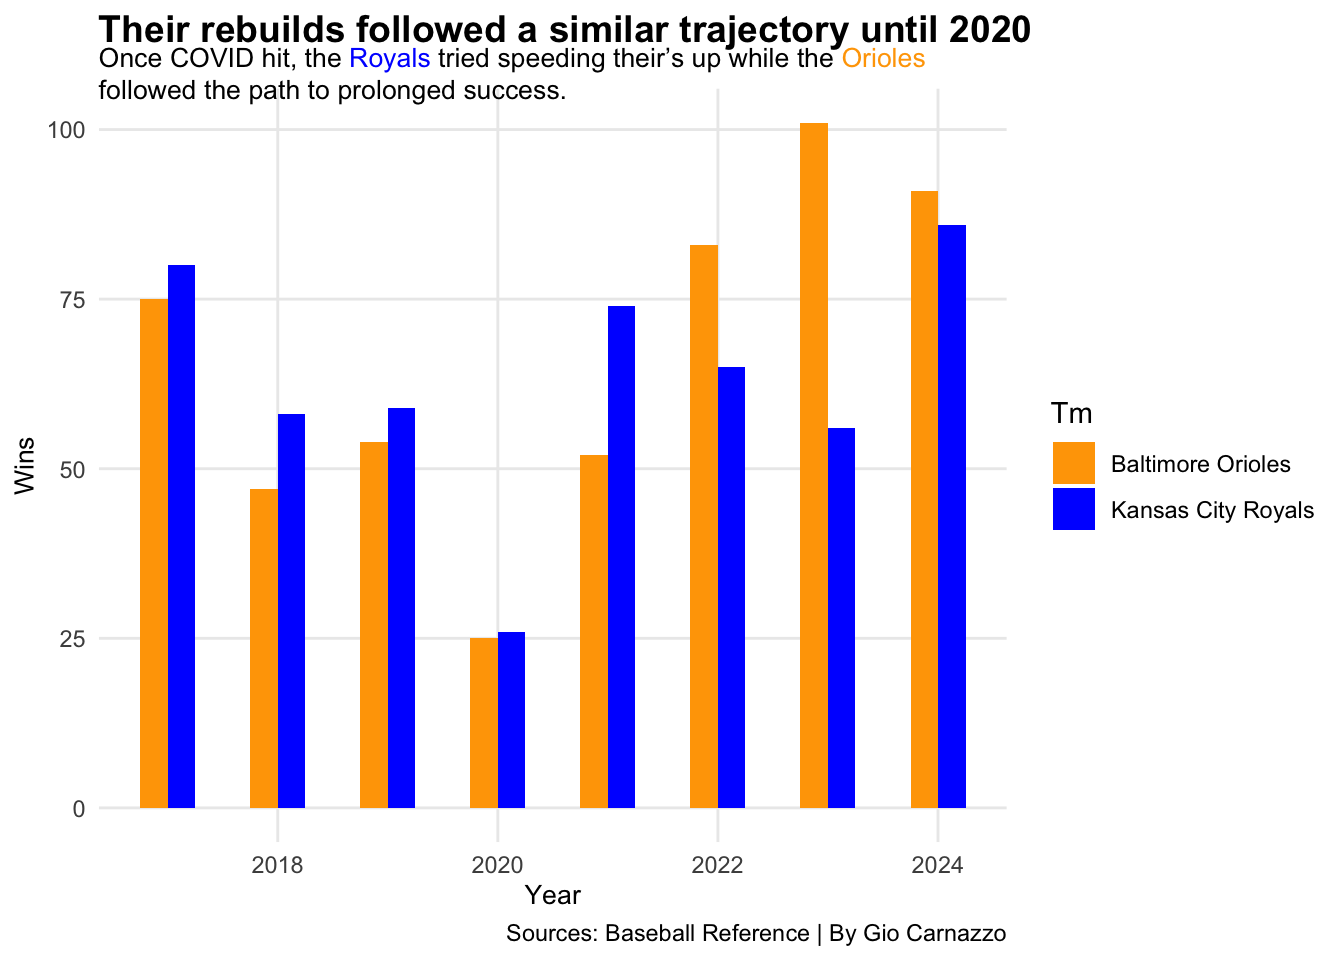 Their rebuilds followed a similar trajectory until 2020
Once COVID hit, the Royals tried speeding their’s up while the Orioles
followed the path to prolonged success.
100
75
50
25
0
Wins
2018 2020 2022 2024
Year
Tm
Baltimore Orioles
Kansas City Royals
Sources: Baseball Reference | By Gio Carnazzo